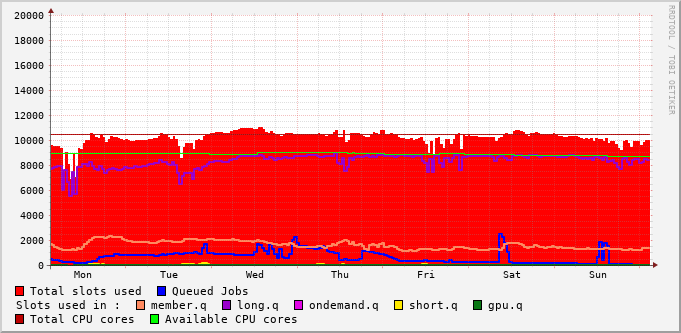 20000
18000
16000
14000
12000
10000
8000
6000
4000
2000
0
Mon Tue Wed Thu Fri Sat Sun
RRDTOOL / TOBI OETIKER
Total slots used Queued Jobs
Slots used in : member.q long.q ondemand.q short.q gpu.q
Total CPU cores Available CPU cores